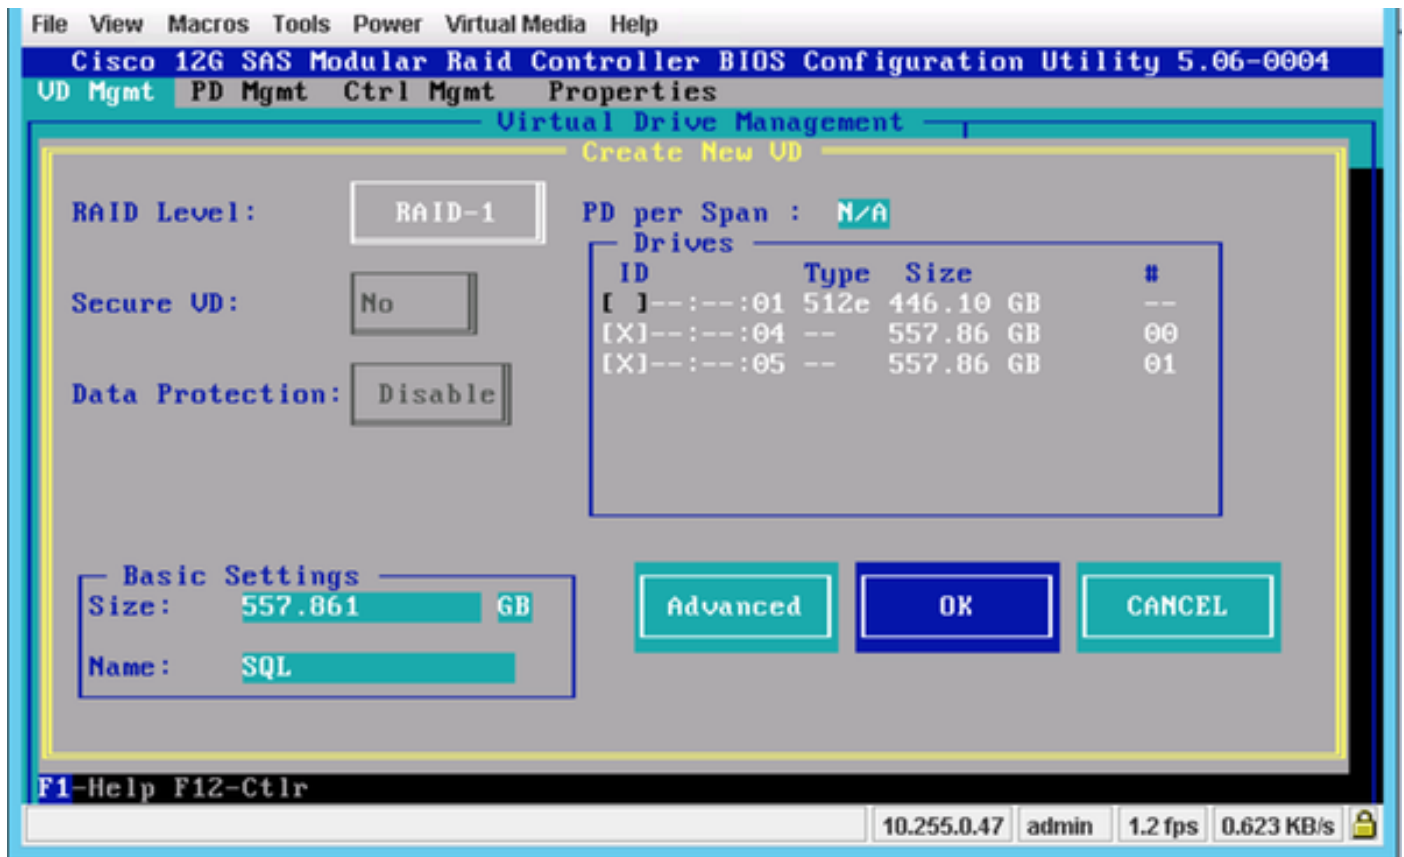 File View Macros Tools Power Virtual Media Help
Cisco 12G SAS Modular Raid Controller BIOS Configuration Utility 5.06-0004
VD Mgmt PD Mgmt Ctrl Mgmt Properties
Virtual Drive Management
Create New VD
RAID Level: RAID-1 PD per Span : N/A
Drives
ID Type Size #
Secure VD: No [ ]--:--:01 512e 446.10 GB --
[X]--:--:04 -- 557.86 GB 00
[X]--:--:05 -- 557.86 GB 01
Data Protection: Disable
Basic Settings
Size: 557.861 GB Advanced OK CANCEL
Name: SQL
F1-Help F12-Ctlr
10.255.0.47 admin 1.2 fps 0.623 KB/s